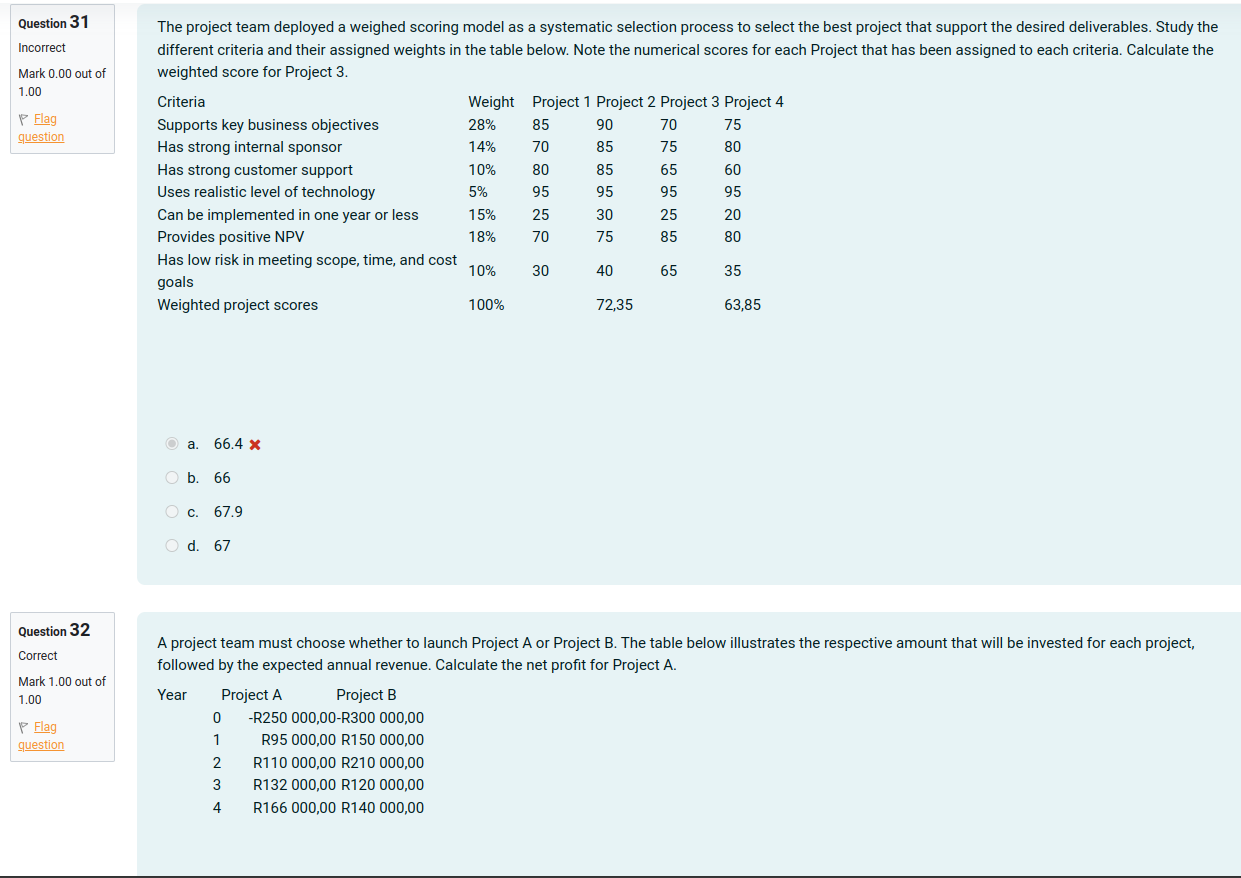 Question 31
Incorrect
Mark 0.00 out of
1.00
Flag
question
The project team deployed a weighed scoring model as a systematic selection process to select the best project that support the desired deliverables. Study the
different criteria and their assigned weights in the table below. Note the numerical scores for each Project that has been assigned to each criteria. Calculate the
weighted score for Project 3.
Criteria Weight Project 1 Project 2 Project 3 Project 4
Supports key business objectives 28% 85 90 70 75
Has strong internal sponsor 14% 70 85 75 80
Has strong customer support 10% 80 85 65 60
Uses realistic level of technology 5% 95 95 95 95
Can be implemented in one year or less 15% 25 30 25 20
Provides positive NPV 18% 70 75 85 80
Has low risk in meeting scope, time, and cost
goals 10% 30 40 65 35
Weighted project scores 100% 72,35 63,85
a. 66.4
b. 66
c. 67.9
d. 67
Question 32
Correct
Mark 1.00 out of
1.00
Flag
question
A project team must choose whether to launch Project A or Project B. The table below illustrates the respective amount that will be invested for each project,
followed by the expected annual revenue. Calculate the net profit for Project A.
Year Project A Project B
0 -R250 000,00 -R300 000,00
1 R95 000,00 R150 000,00
2 R110 000,00 R210 000,00
3 R132 000,00 R120 000,00
4 R166 000,00 R140 000,00